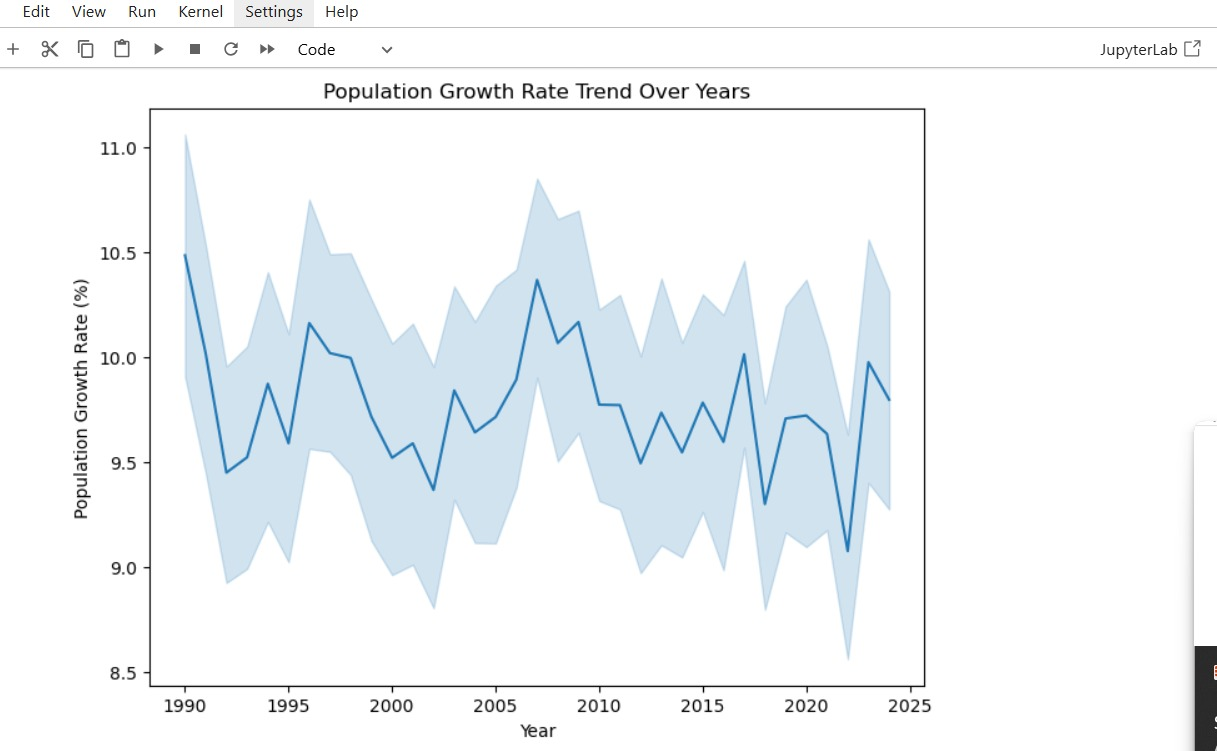 Edit View Run Kernel Settings Help
Code JupyterLab
Population Growth Rate Trend Over Years
11.0
10.5
10.0
9.5
9.0
8.5
Population Growth Rate (%)
1990 1995 2000 2005 2010 2015 2020 2025
Year